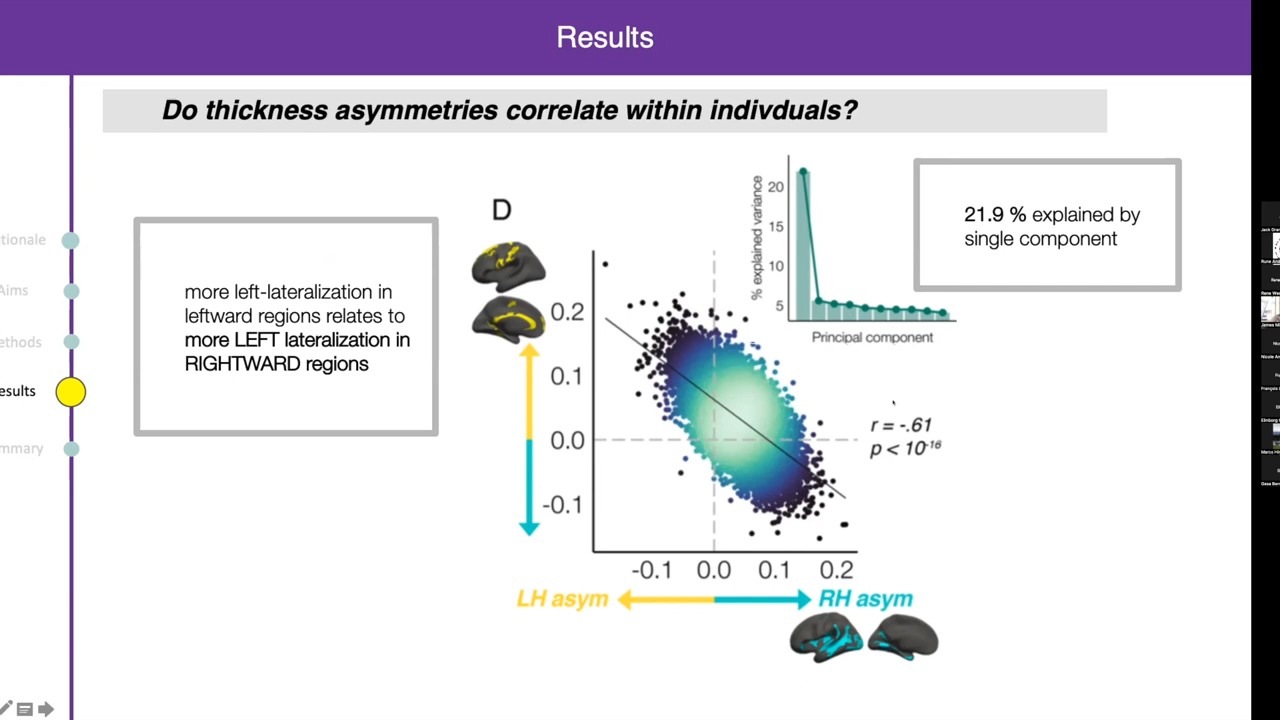 Results
Do thickness asymmetries correlate within indivduals?
tionale
Aims
ethods
esults
mmary
more left-lateralization in
leftward regions relates to
more LEFT lateralization in
RIGHTWARD regions
D
0.2
0.1
0.0
-0.1
-0.1 0.0 0.1 0.2
LH asym
RH asym
% explained variance
20
15
10
5
Principal component
21.9 % explained by
single component
r = -.61
p < 10-16